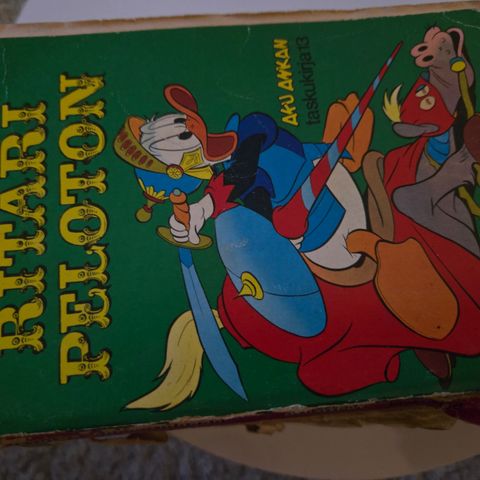 RITARI
PELOTON
AKU ANKAN
taskukirja 13